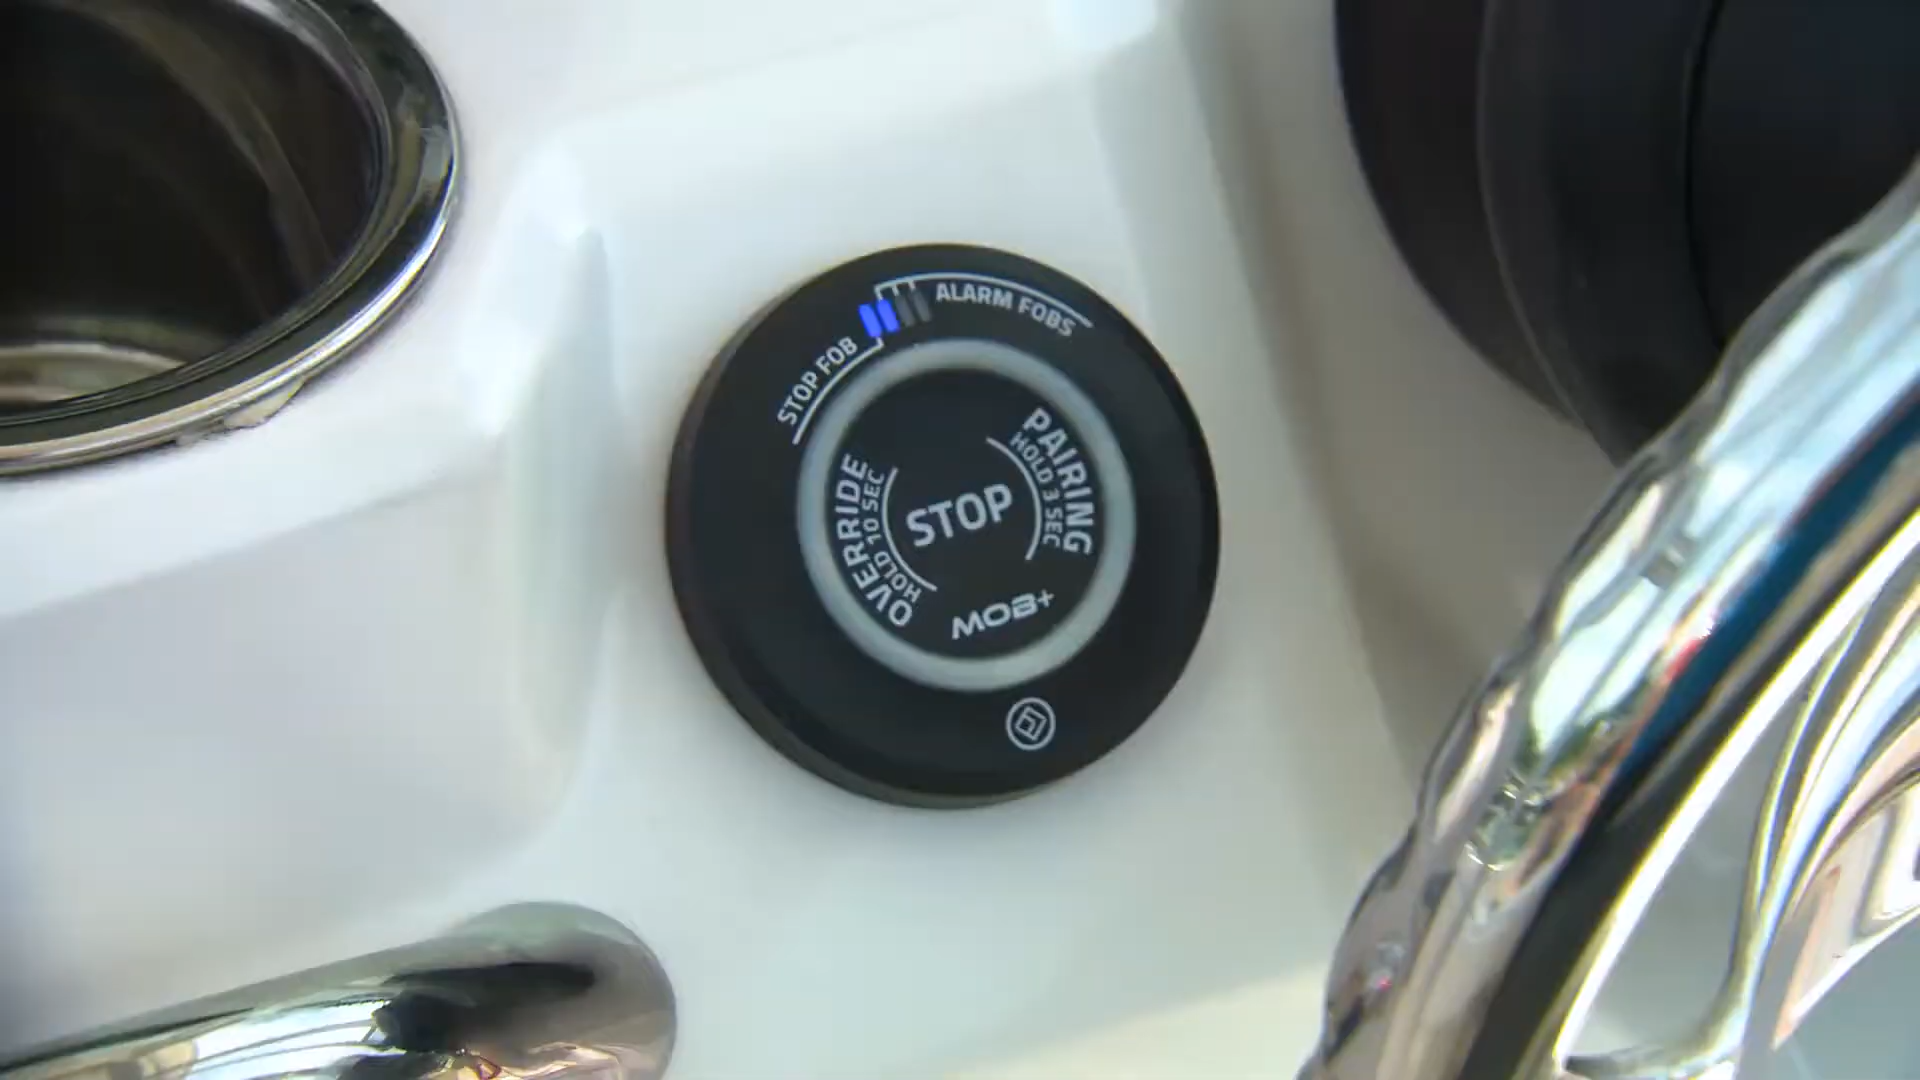 ALARM FOBS
STOP FOB
PAIRING
HOLD 3 SEC
STOP
OVERRIDE
HOLD 10 SEC
MOB+